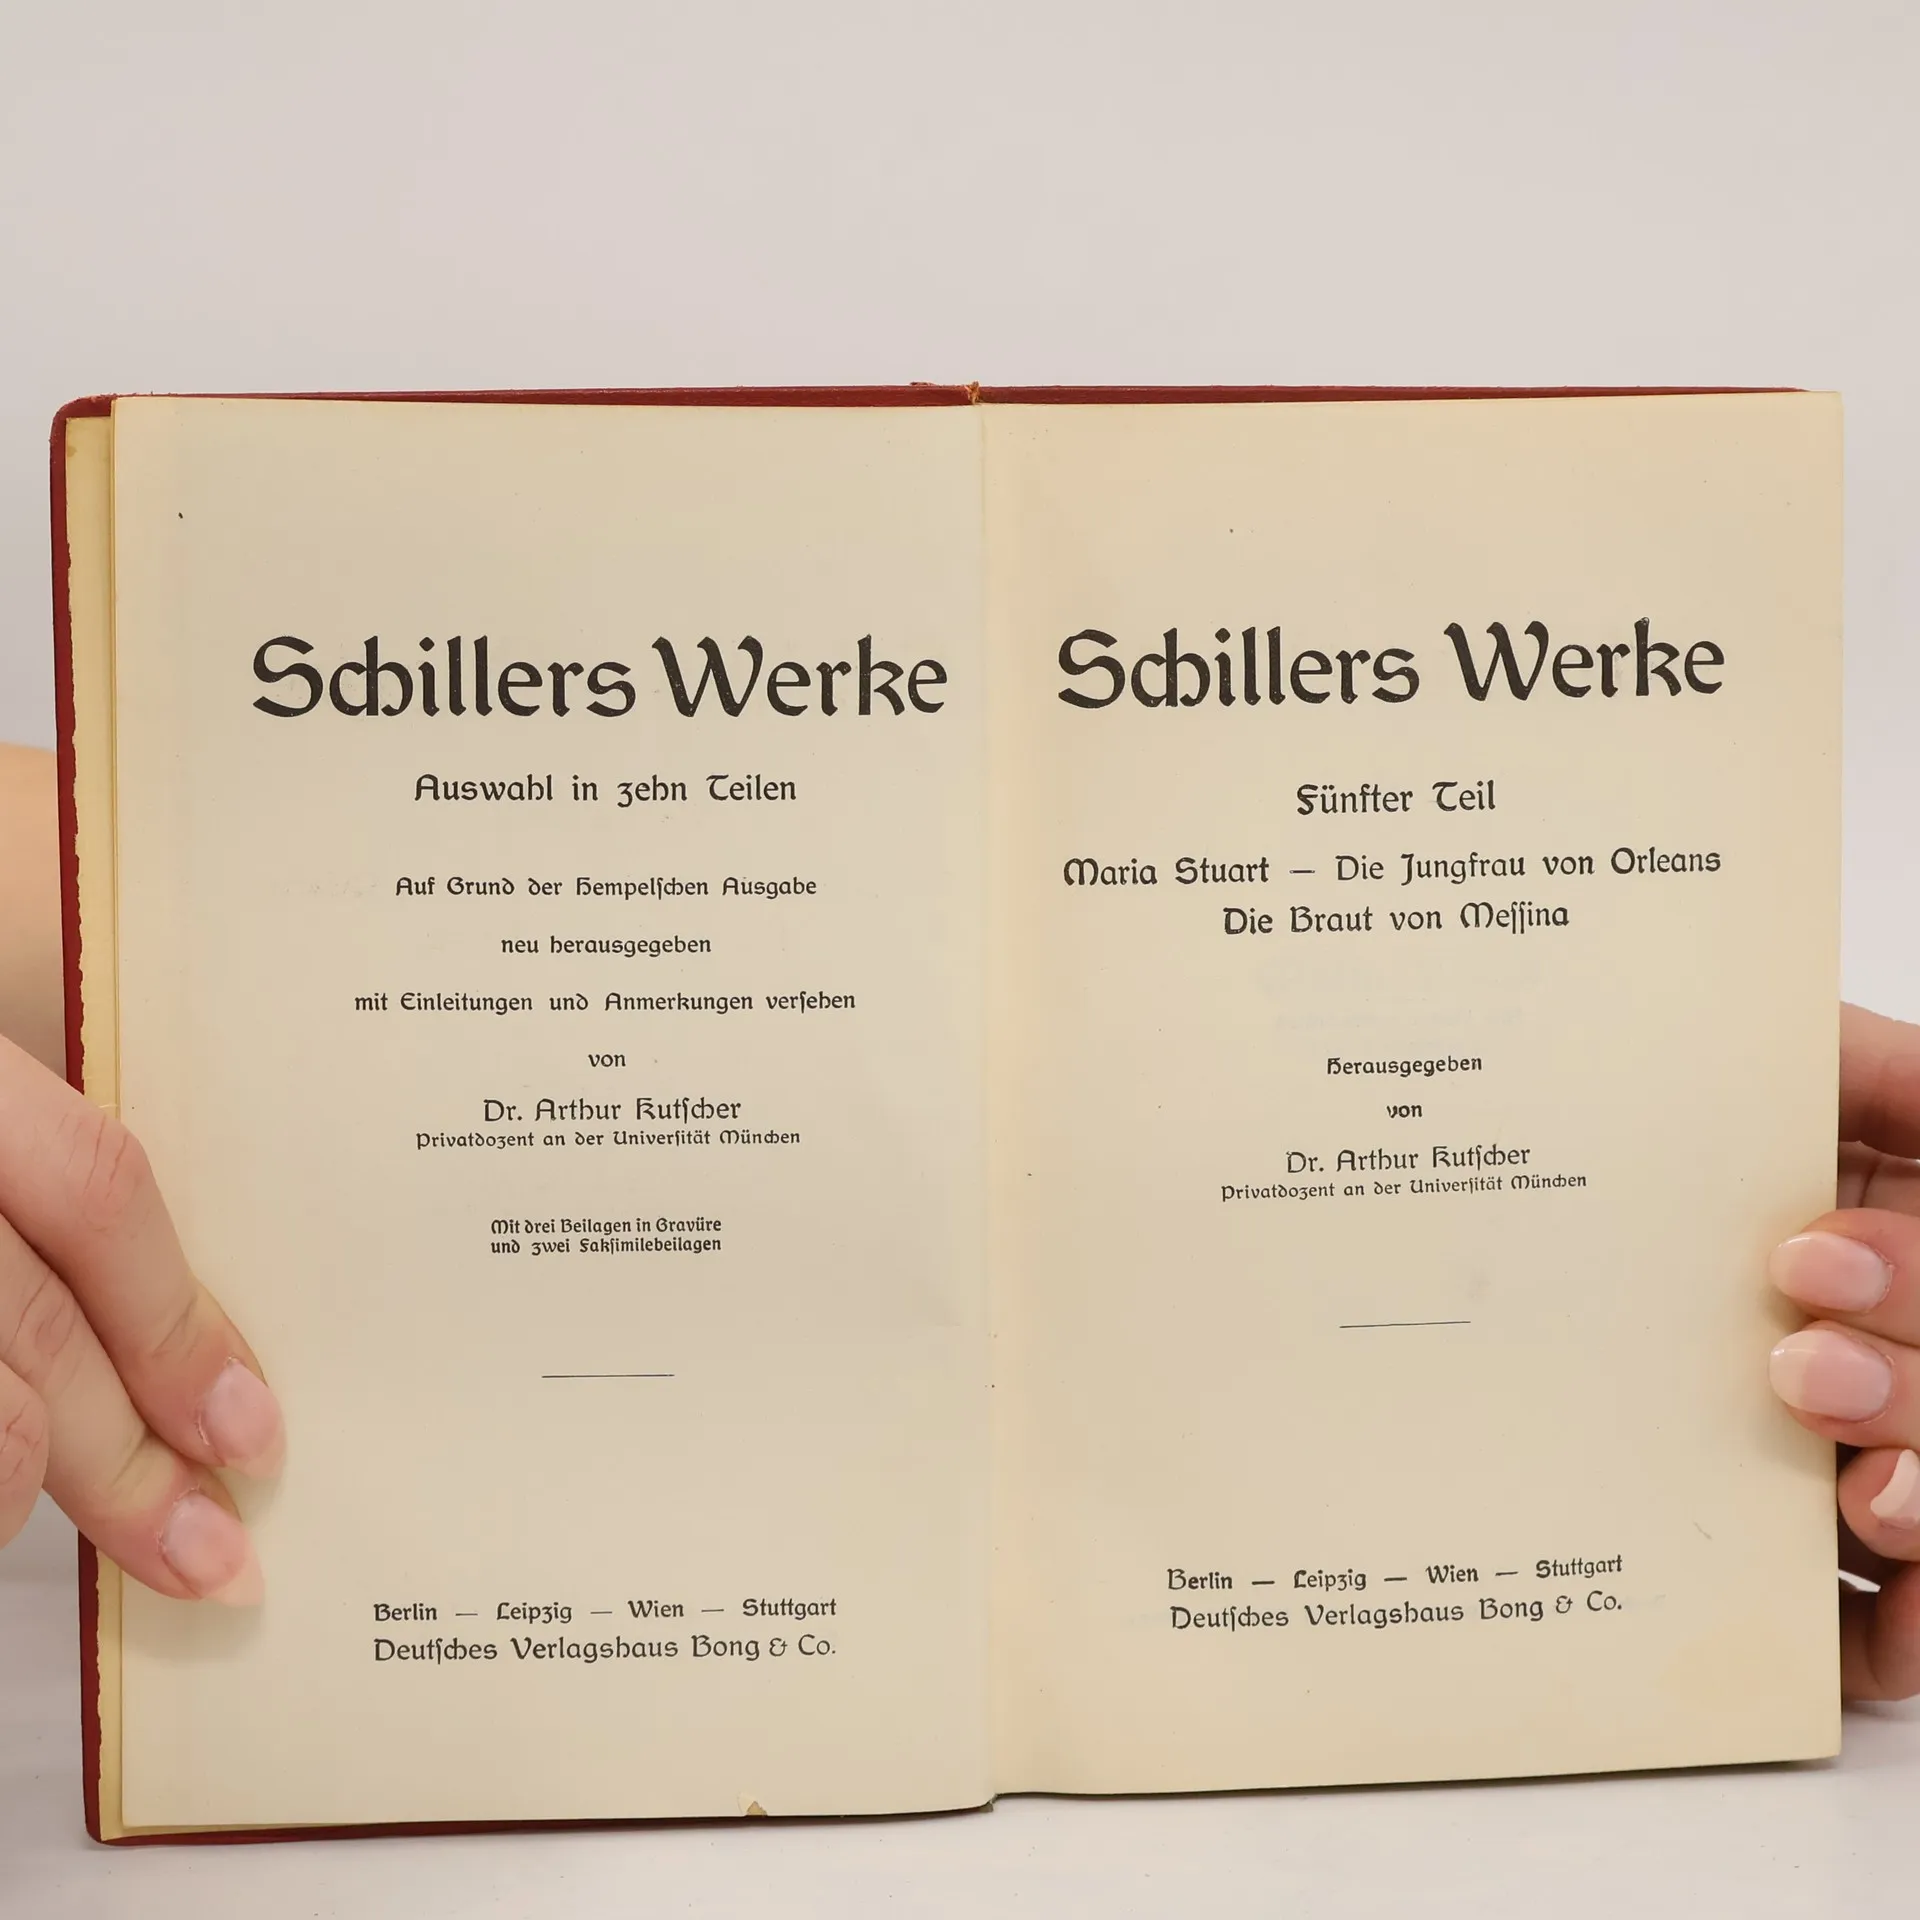 Schillers Werke
Auswahl in zehn Teilen
Auf Grund der Hempelſchen Ausgabe
neu herausgegeben
mit Einleitungen und Anmerkungen verſehen
von
Dr. Arthur Kutſcher
Privatdozent an der Univerſität München
Mit drei Beilagen in Gravüre
und zwei Fakſimilebeilagen
Berlin — Leipzig — Wien — Stuttgart
Deutſches Verlagshaus Bong & Co.
Schillers Werke
Fünfter Teil
Maria Stuart — Die Jungfrau von Orleans
Die Braut von Meſſina
Herausgegeben
von
Dr. Arthur Kutſcher
Privatdozent an der Univerſität München
Berlin — Leipzig — Wien — Stuttgart
Deutſches Verlagshaus Bong & Co.